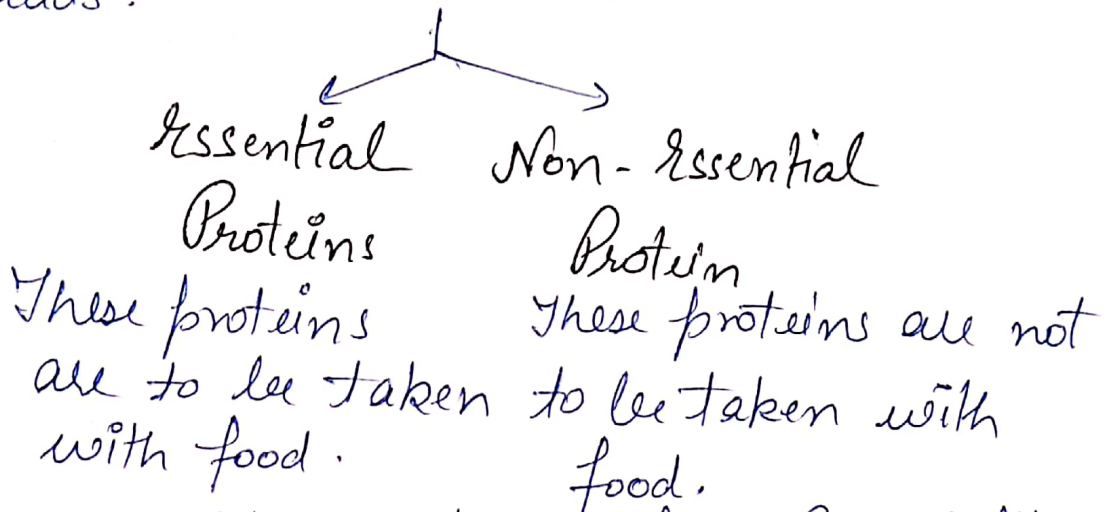 Essential Non-Essential
Proteins Protein
These proteins These proteins are not
are to be taken to be taken with
with food. food.